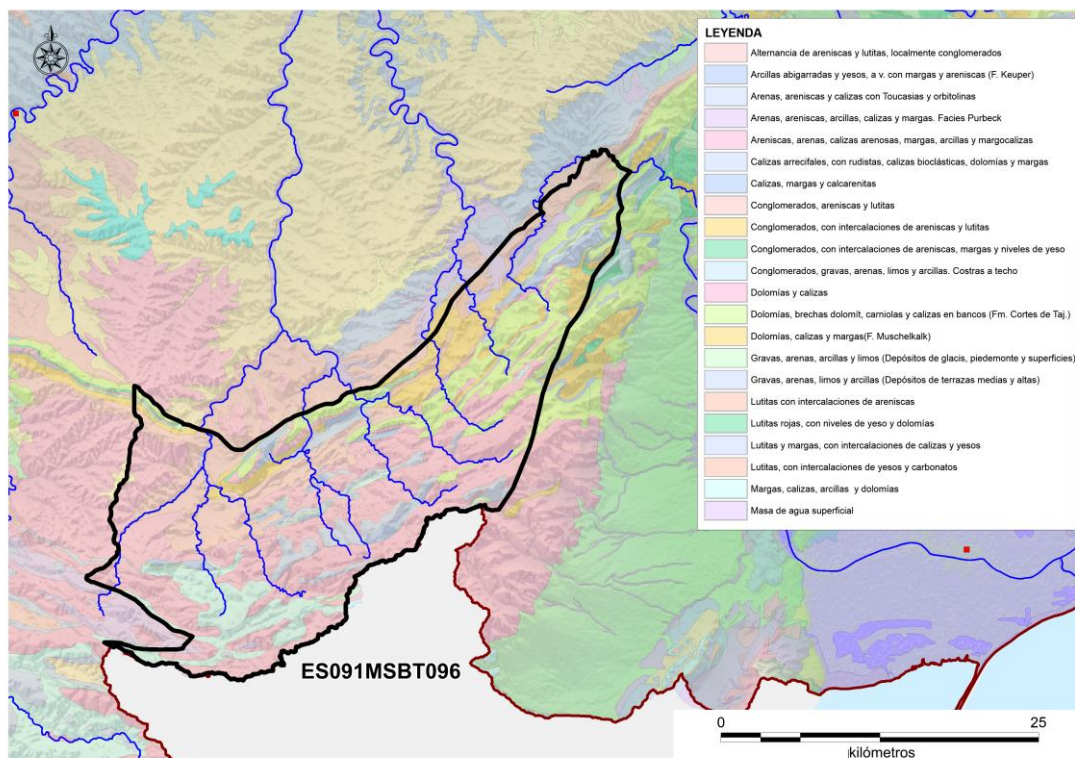 LEYENDA
Alternancia de areniscas y lutitas, localmente conglomerados
Arcillas abigarradas y yesos, a v. con margas y areniscas (F. Keuper)
Arenas, areniscas y calizas con Toucasias y orbitolinas
Arenas, areniscas, arcillas, calizas y margas. Facies Purbeck
Areniscas, arenas, calizas arenosas, margas, arcillas y margocalizas
Calizas arrecifales, con rudistas, calizas bioclásticas, dolomías y margas
Calizas, margas y calcarenitas
Conglomerados, areniscas y lutitas
Conglomerados, con intercalaciones de areniscas y lutitas
Conglomerados, con intercalaciones de areniscas, margas y niveles de yeso
Conglomerados, gravas, arenas, limos y arcillas. Costras a techo
Dolomías y calizas
Dolomías, brechas dolomít, carniolas y calizas en bancos (Fm. Cortes de Taj.)
Dolomías, calizas y margas(F. Muschelkalk)
Gravas, arenas, arcillas y limos (Depósitos de glacis, piedemonte y superficies)
Gravas, arenas, limos y arcillas (Depósitos de terrazas medias y altas)
Lutitas con intercalaciones de areniscas
Lutitas rojas, con niveles de yeso y dolomías
Lutitas y margas, con intercalaciones de calizas y yesos
Lutitas, con intercalaciones de yesos y carbonatos
Margas, calizas, arcillas y dolomías
Masa de agua superficial
ES091MSBT096
0 25
kilómetros